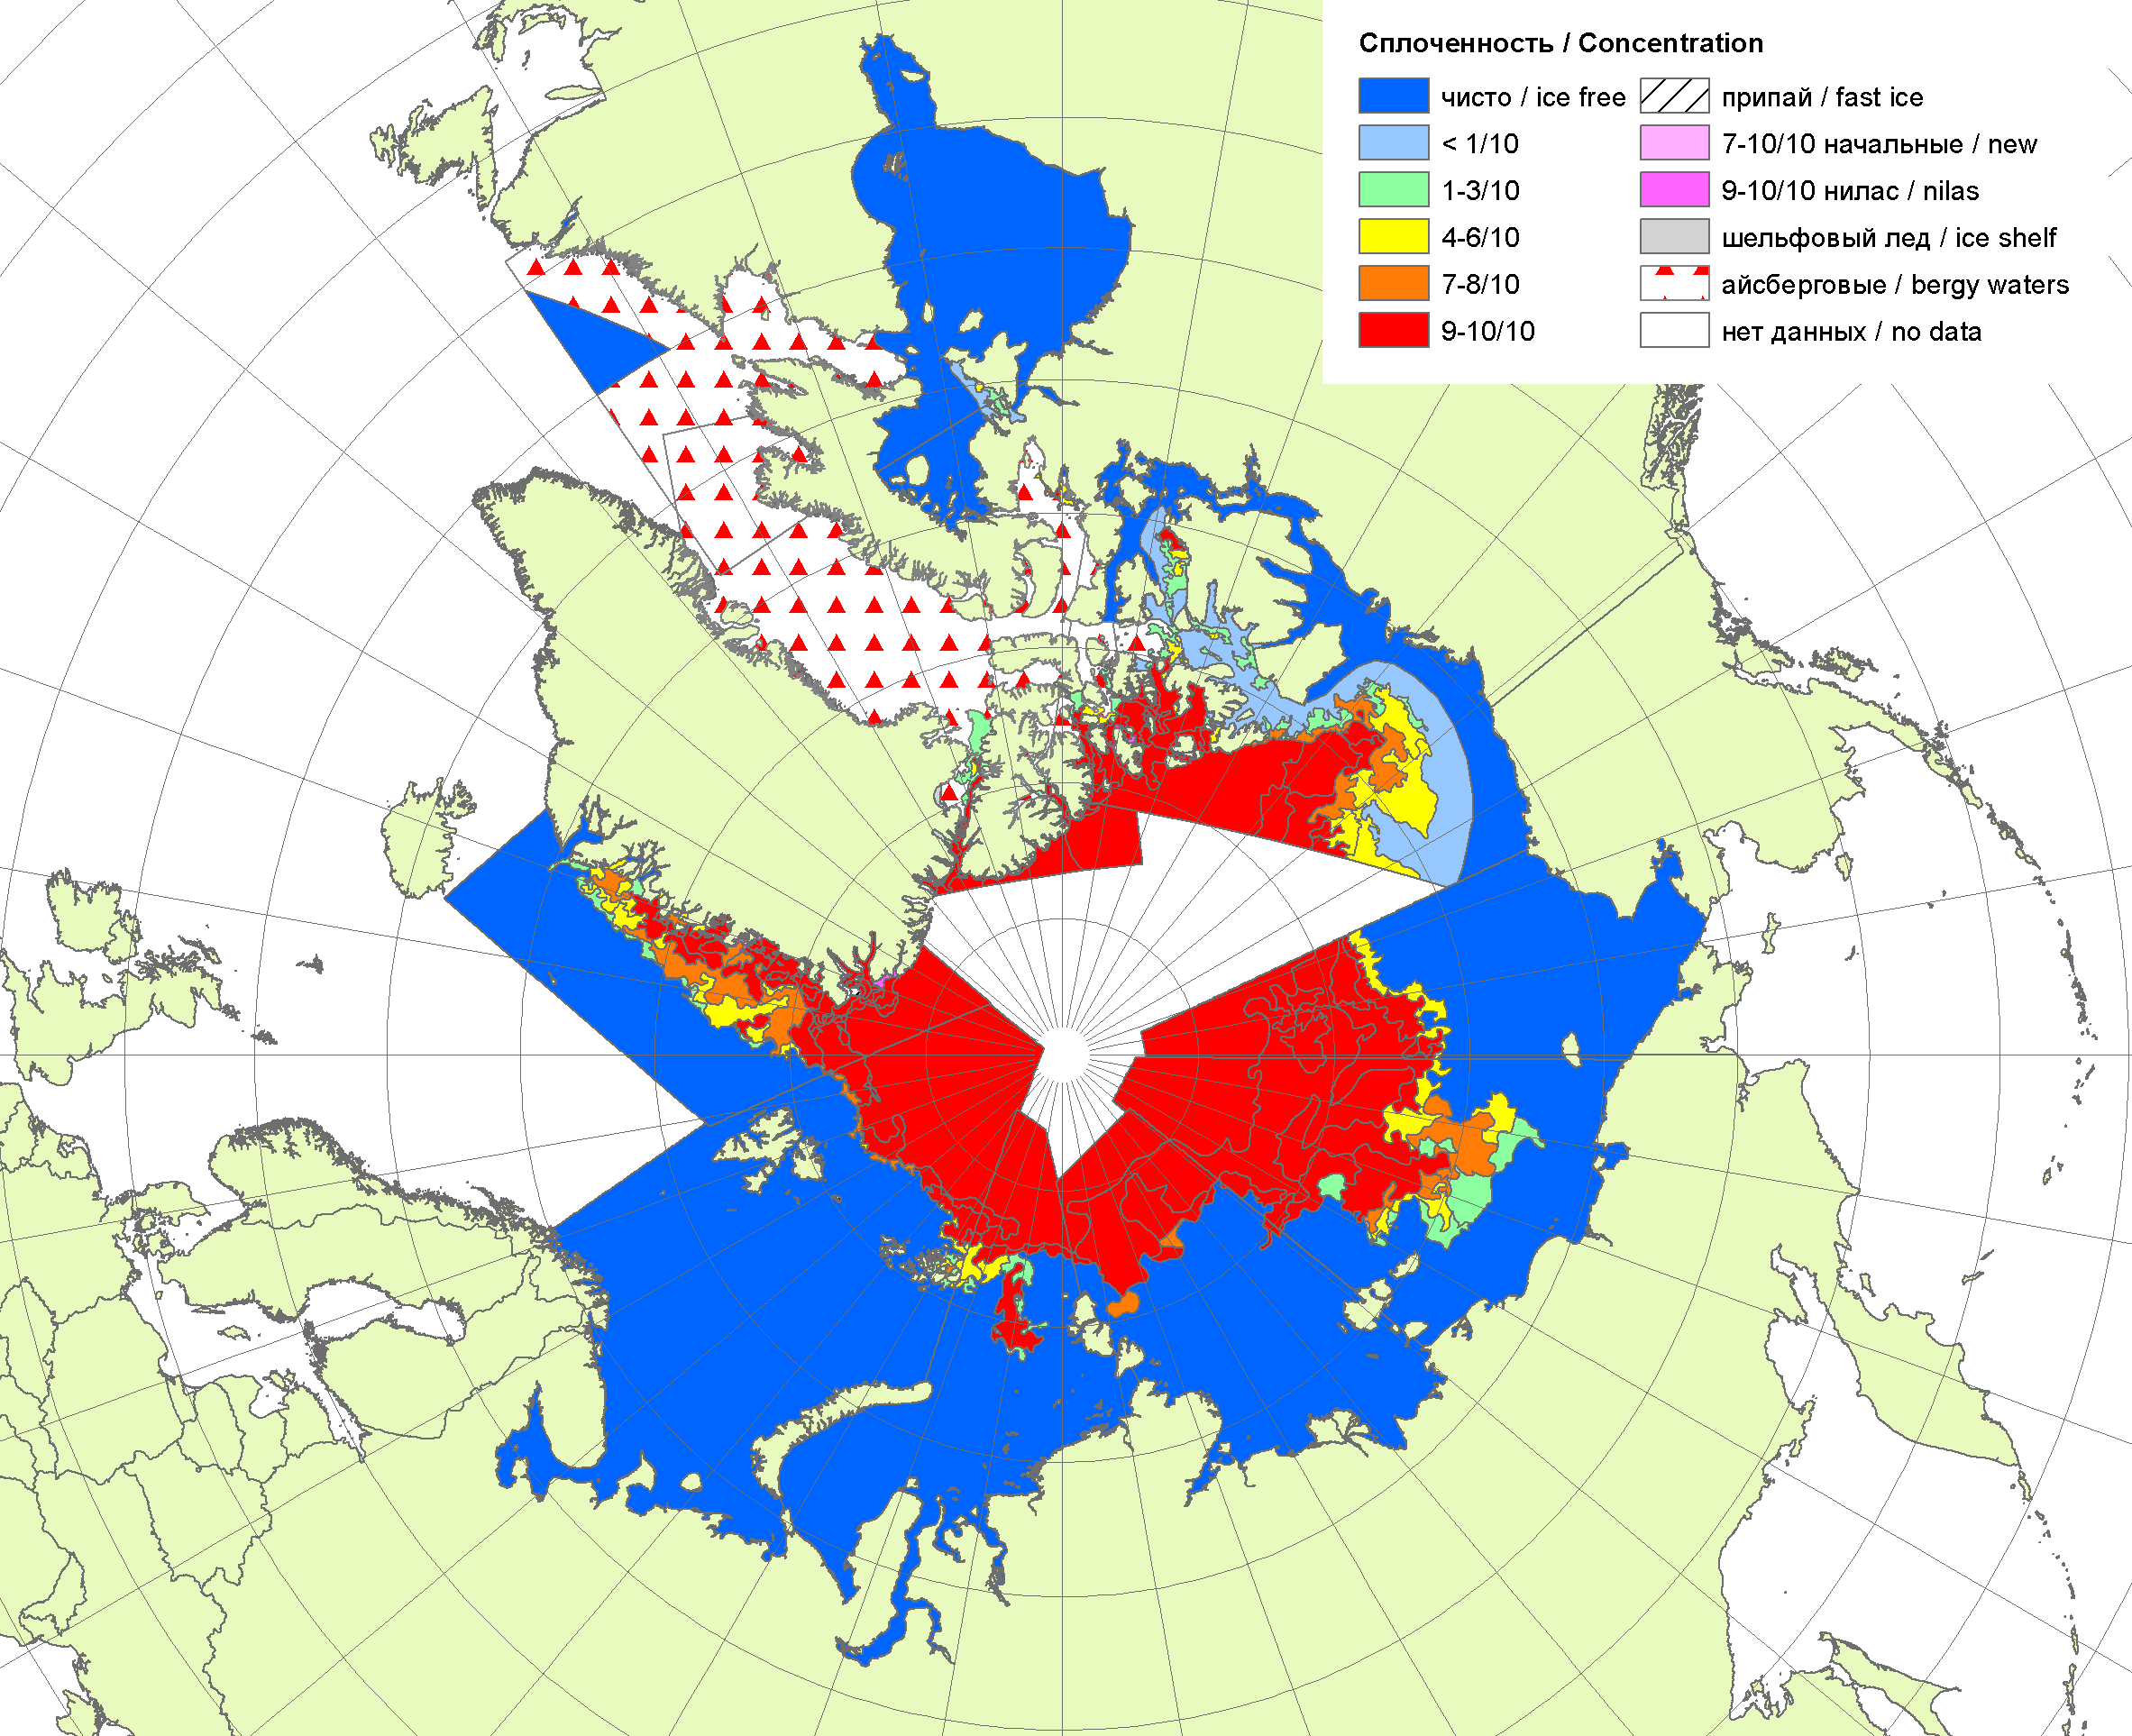 Сплоченность / Concentration
чисто / ice free
< 1/10
1-3/10
4-6/10
7-8/10
9-10/10
припай / fast ice
7-10/10 начальные / new
9-10/10 нилас / nilas
шельфовый лед / ice shelf
айсберговые / bergy waters
нет данных / no data